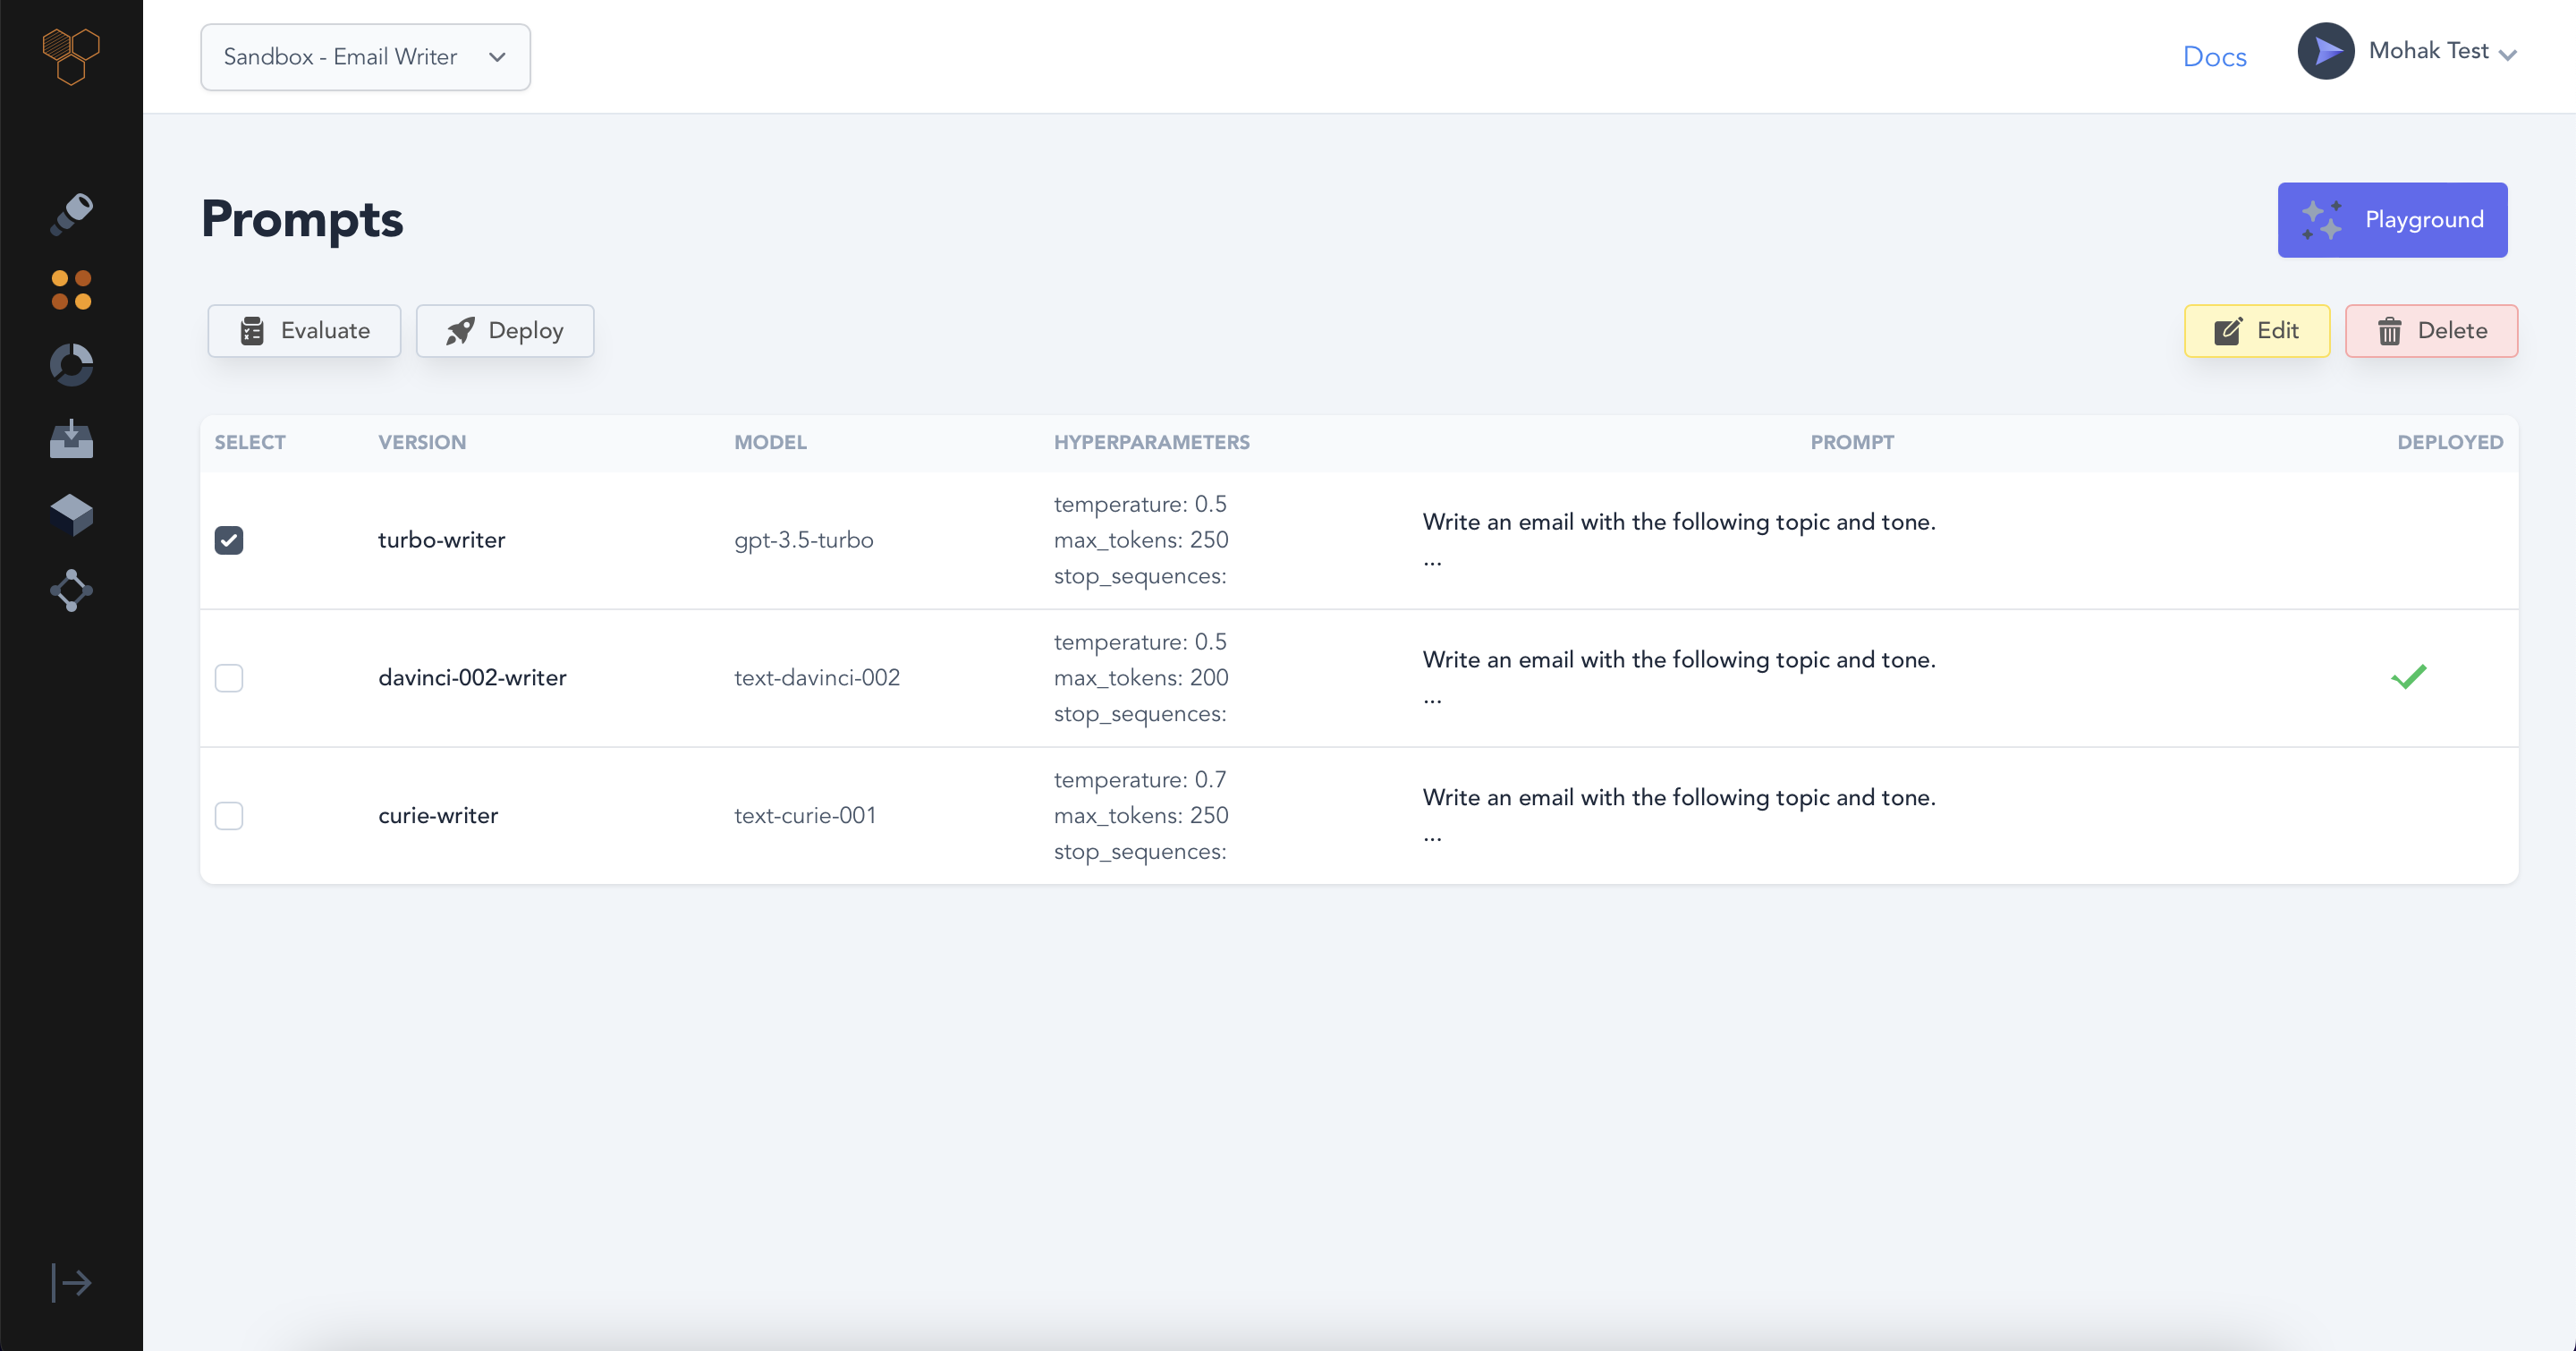 Sandbox - Email Writer
Docs
Mohak Test
Prompts
Playground
Evaluate
Deploy
Edit
Delete
SELECT VERSION MODEL HYPERPARAMETERS PROMPT DEPLOYED
turbo-writer
gpt-3.5-turbo
temperature: 0.5
max_tokens: 250
stop_sequences:
Write an email with the following topic and tone.
...
davinci-002-writer
text-davinci-002
temperature: 0.5
max_tokens: 200
stop_sequences:
Write an email with the following topic and tone.
...
curie-writer
text-curie-001
temperature: 0.7
max_tokens: 250
stop_sequences:
Write an email with the following topic and tone.
...